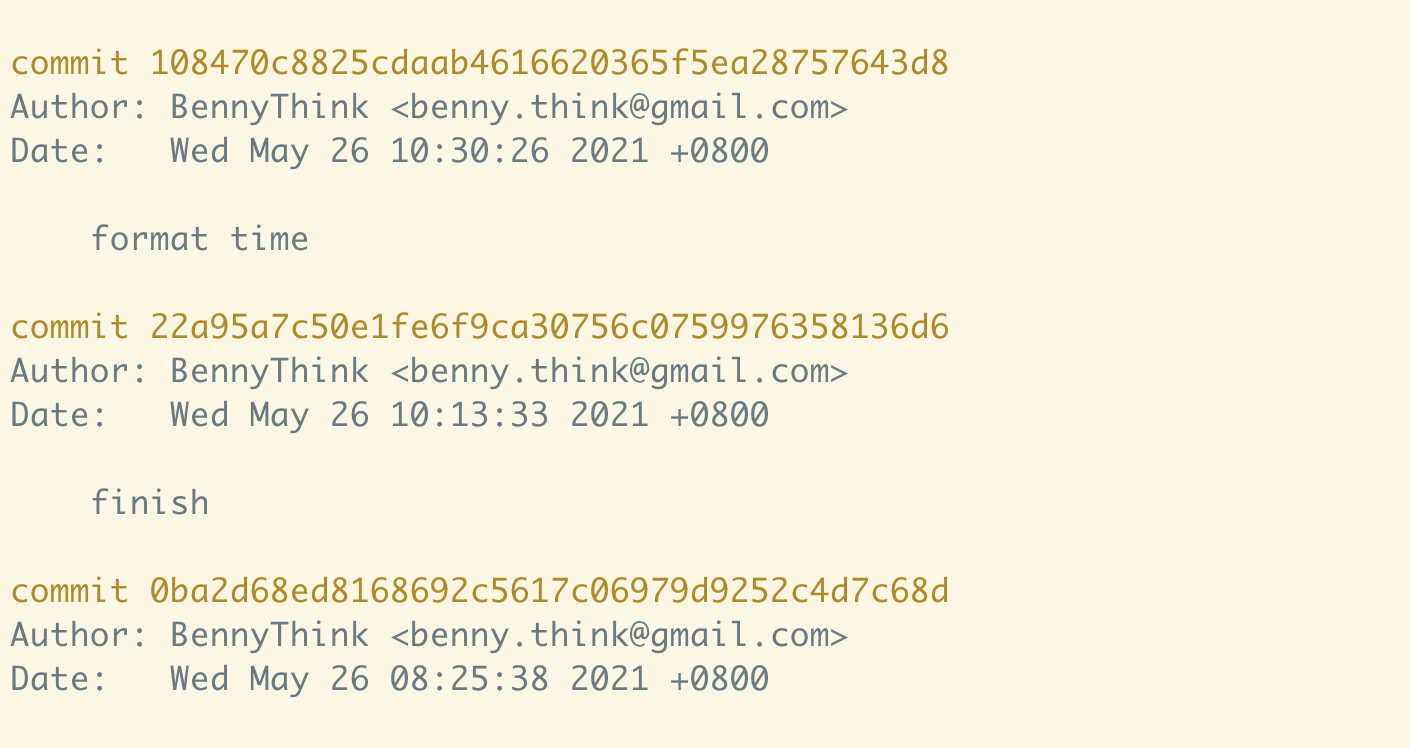 commit 108470c8825cdaab4616620365f5ea28757643d8
Author: BennyThink <benny.think@gmail.com>
Date:   Wed May 26 10:30:26 2021 +0800
format time
commit 22a95a7c50e1fe6f9ca30756c0759976358136d6
Author: BennyThink <benny.think@gmail.com>
Date:   Wed May 26 10:13:33 2021 +0800
finish
commit 0ba2d68ed8168692c5617c06979d9252c4d7c68d
Author: BennyThink <benny.think@gmail.com>
Date:   Wed May 26 08:25:38 2021 +0800